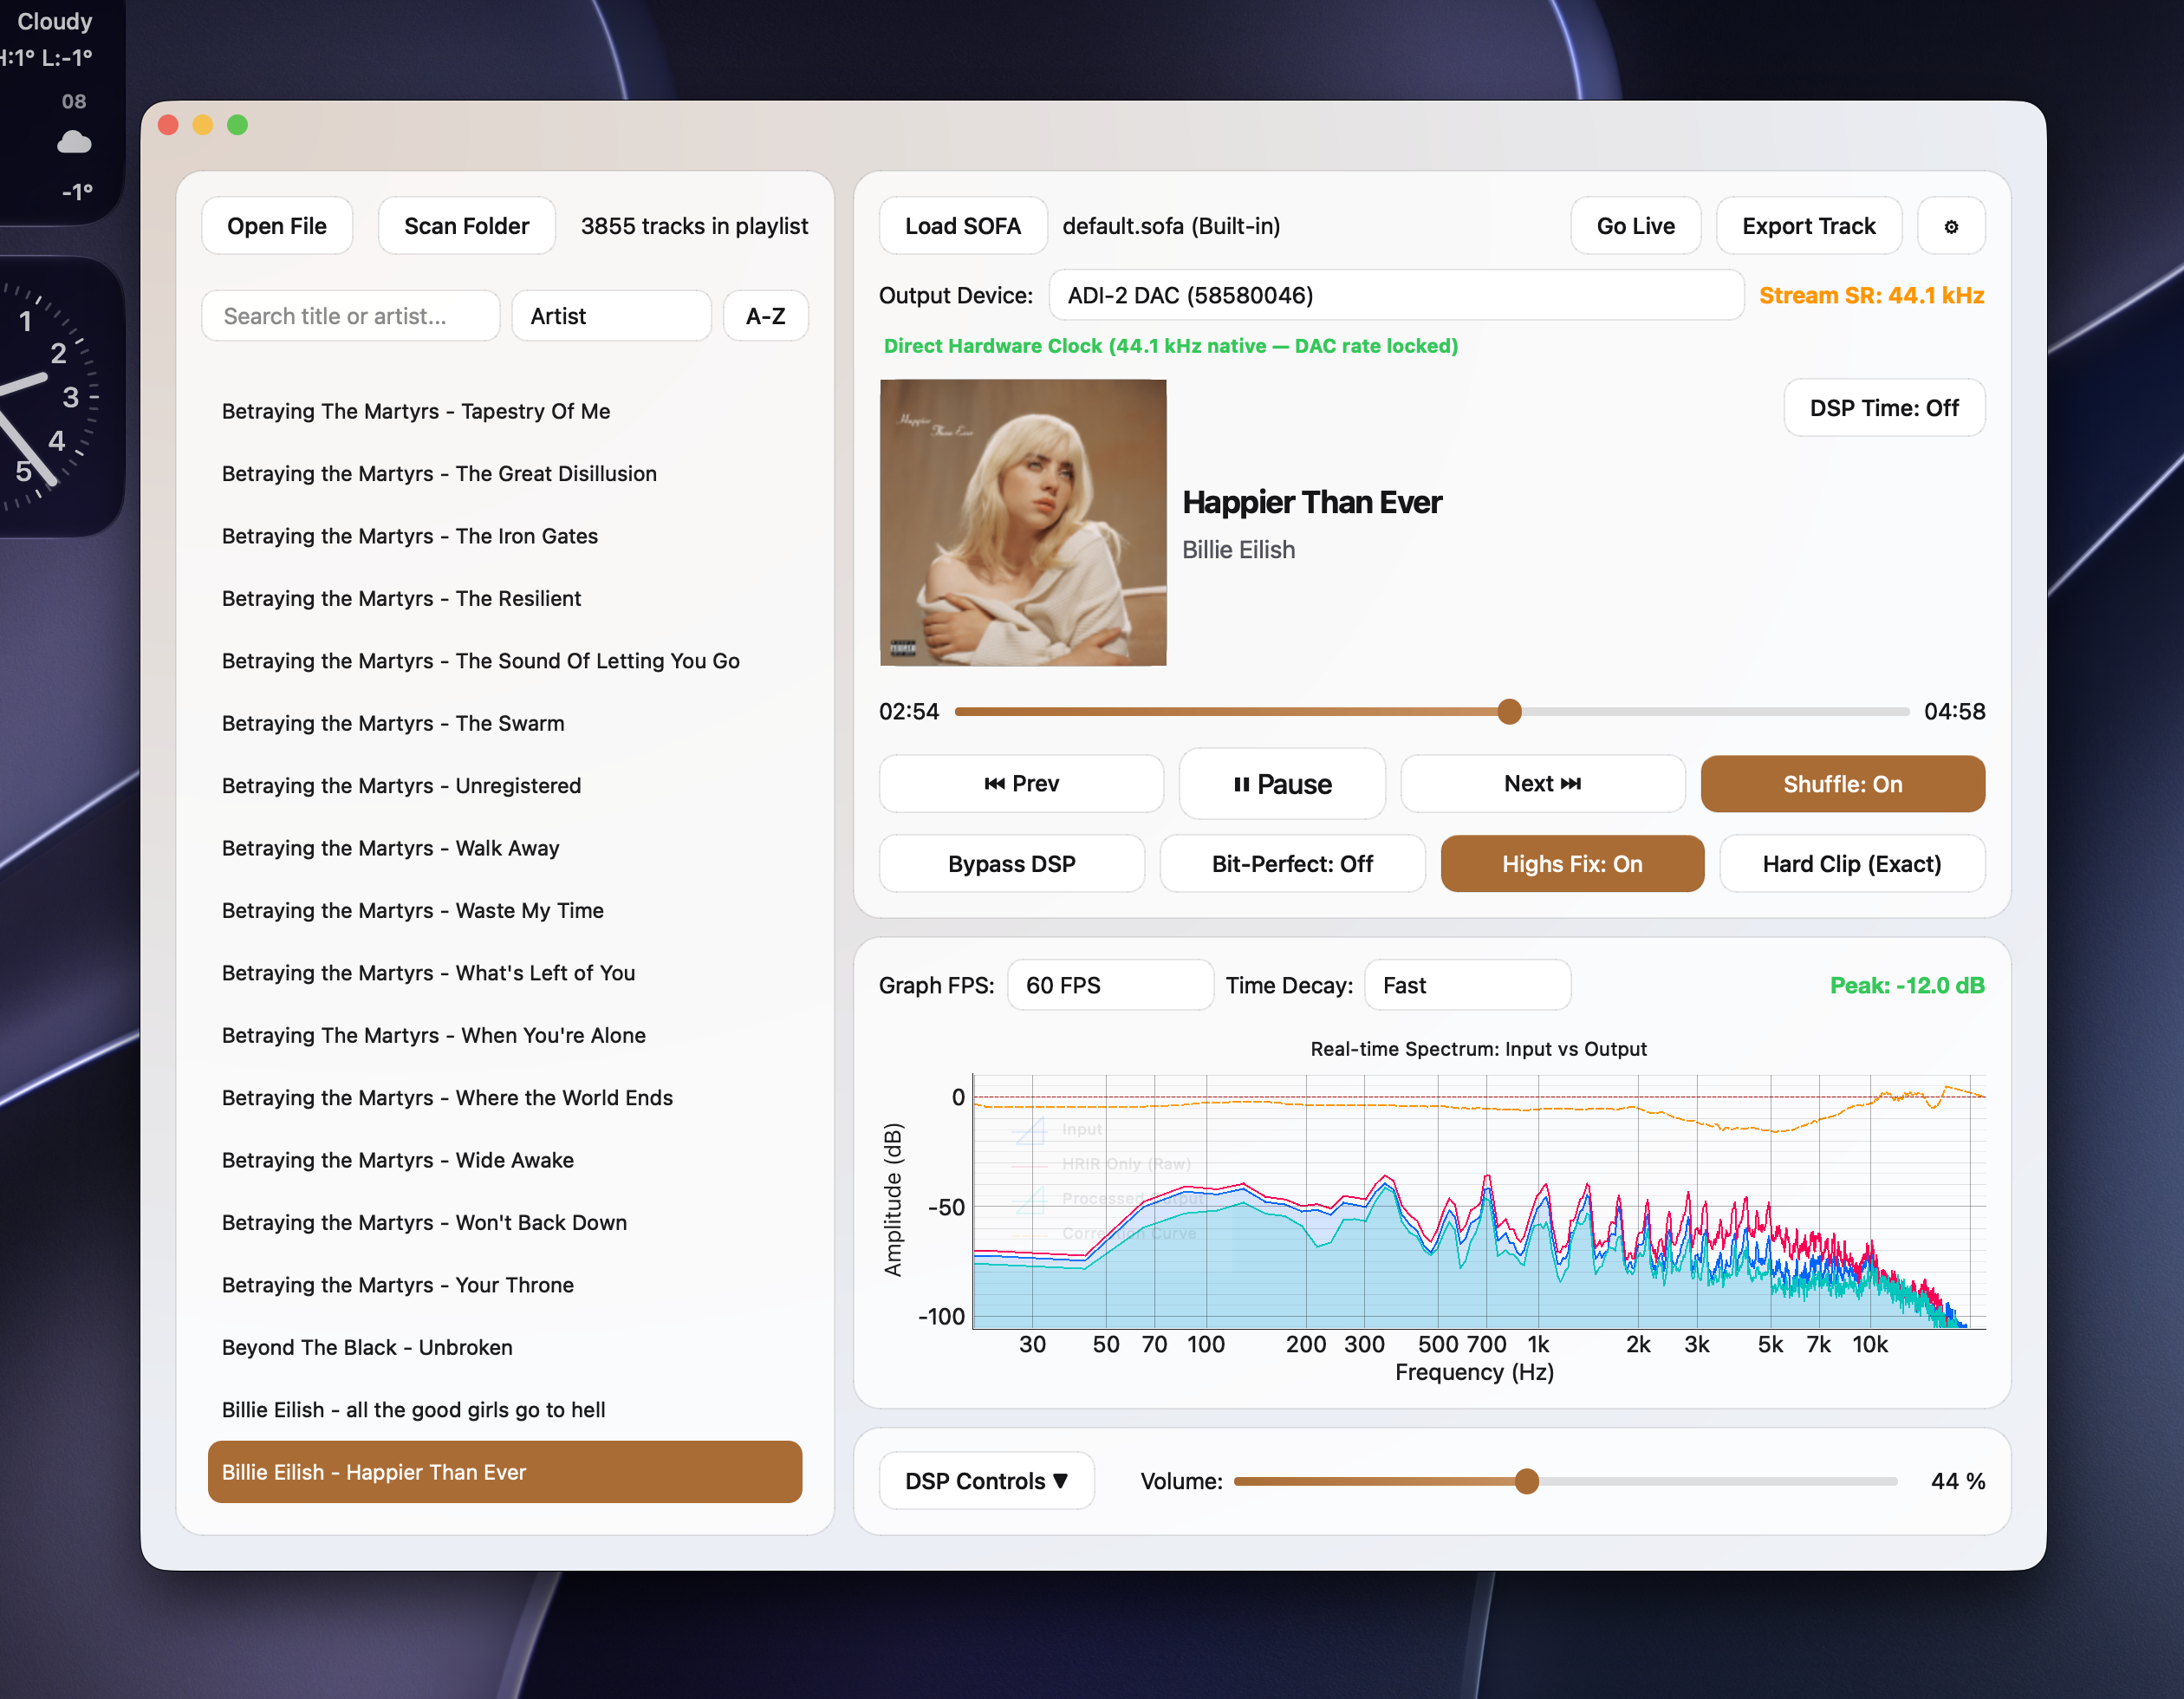 Cloudy
H:1° L:-1°
08
-1°
1
2
3
4
5
Open File
Scan Folder
3855 tracks in playlist
Search title or artist...
Artist
A-Z
Betraying The Martyrs - Tapestry Of Me
Betraying the Martyrs - The Great Disillusion
Betraying the Martyrs - The Iron Gates
Betraying the Martyrs - The Resilient
Betraying the Martyrs - The Sound Of Letting You Go
Betraying the Martyrs - The Swarm
Betraying the Martyrs - Unregistered
Betraying the Martyrs - Walk Away
Betraying the Martyrs - Waste My Time
Betraying the Martyrs - What's Left of You
Betraying The Martyrs - When You're Alone
Betraying the Martyrs - Where the World Ends
Betraying the Martyrs - Wide Awake
Betraying the Martyrs - Won't Back Down
Betraying the Martyrs - Your Throne
Beyond The Black - Unbroken
Billie Eilish - all the good girls go to hell
Billie Eilish - Happier Than Ever
Load SOFA
default.sofa (Built-in)
Go Live
Export Track
Output Device:
ADI-2 DAC (58580046)
Stream SR: 44.1 kHz
Direct Hardware Clock (44.1 kHz native — DAC rate locked)
Happier
Than Ever
DSP Time: Off
Happier Than Ever
Billie Eilish
02:54
04:58
Prev
Pause
Next
Shuffle: On
Bypass DSP
Bit-Perfect: Off
Highs Fix: On
Hard Clip (Exact)
Graph FPS:
60 FPS
Time Decay:
Fast
Peak: -12.0 dB
Real-time Spectrum: Input vs Output
Amplitude (dB)
0
-50
-100
Input
HRIR Only (Raw)
Processed Output
Correction Curve
30 50 70 100 200 300 500 700 1k 2k 3k 5k 7k 10k
Frequency (Hz)
DSP Controls ▼
Volume:
44 %